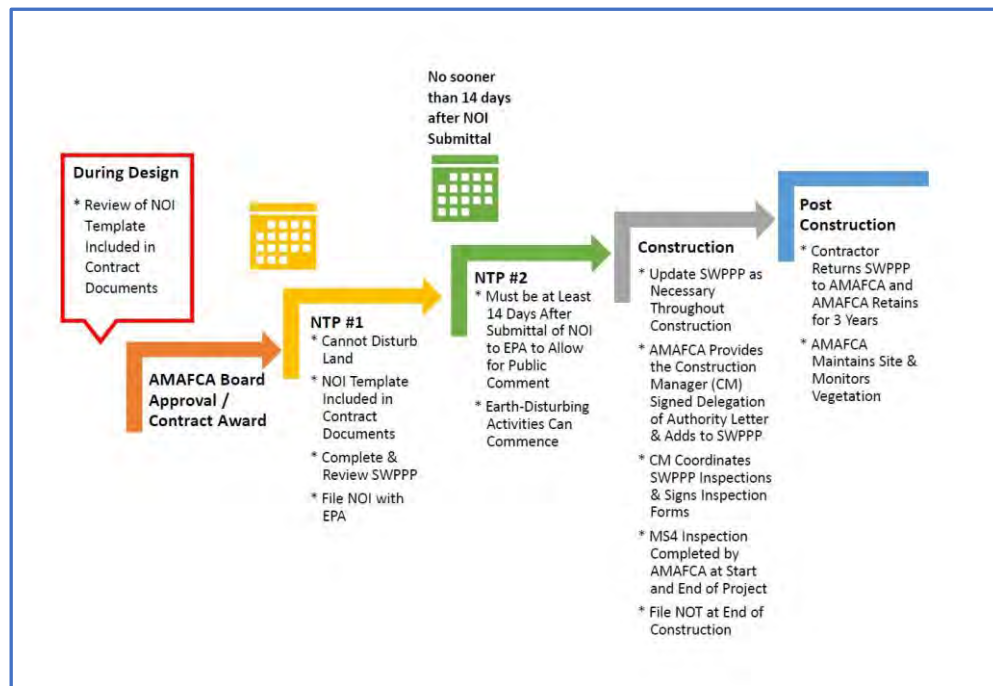 No sooner
than 14 days
after NOI
Submittal
During Design
* Review of NOI
Template
Included in
Contract
Documents
AMAFCA Board
Approval /
Contract Award
NTP #1
* Cannot Disturb
Land
* NOI Template
Included in
Contract
Documents
* Complete &
Review SWPPP
* File NOI with
EPA
NTP #2
* Must be at Least
14 Days After
Submittal of NOI
to EPA to Allow
for Public
Comment
* Earth-Disturbing
Activities Can
Commence
Construction
* Update SWPPP as
Necessary
Throughout
Construction
* AMAFCA Provides
the Construction
Manager (CM)
Signed Delegation
of Authority Letter
& Adds to SWPPP
* CM Coordinates
SWPPP Inspections
& Signs Inspection
Forms
* MS4 Inspection
Completed by
AMAFCA at Start
and End of Project
* File NOT at End of
Construction
Post
Construction
* Contractor
Returns SWPPP
to AMAFCA and
AMAFCA Retains
for 3 Years
* AMAFCA
Maintains Site &
Monitors
Vegetation